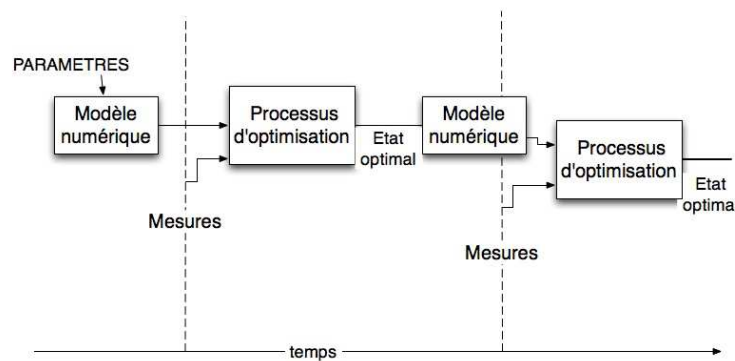 PARAMETRES
Modèle
numérique
Processus
d'optimisation
Etat
optimal
Mesures
Modèle
numérique
Processus
d'optimisation
Etat
optima
Mesures
temps